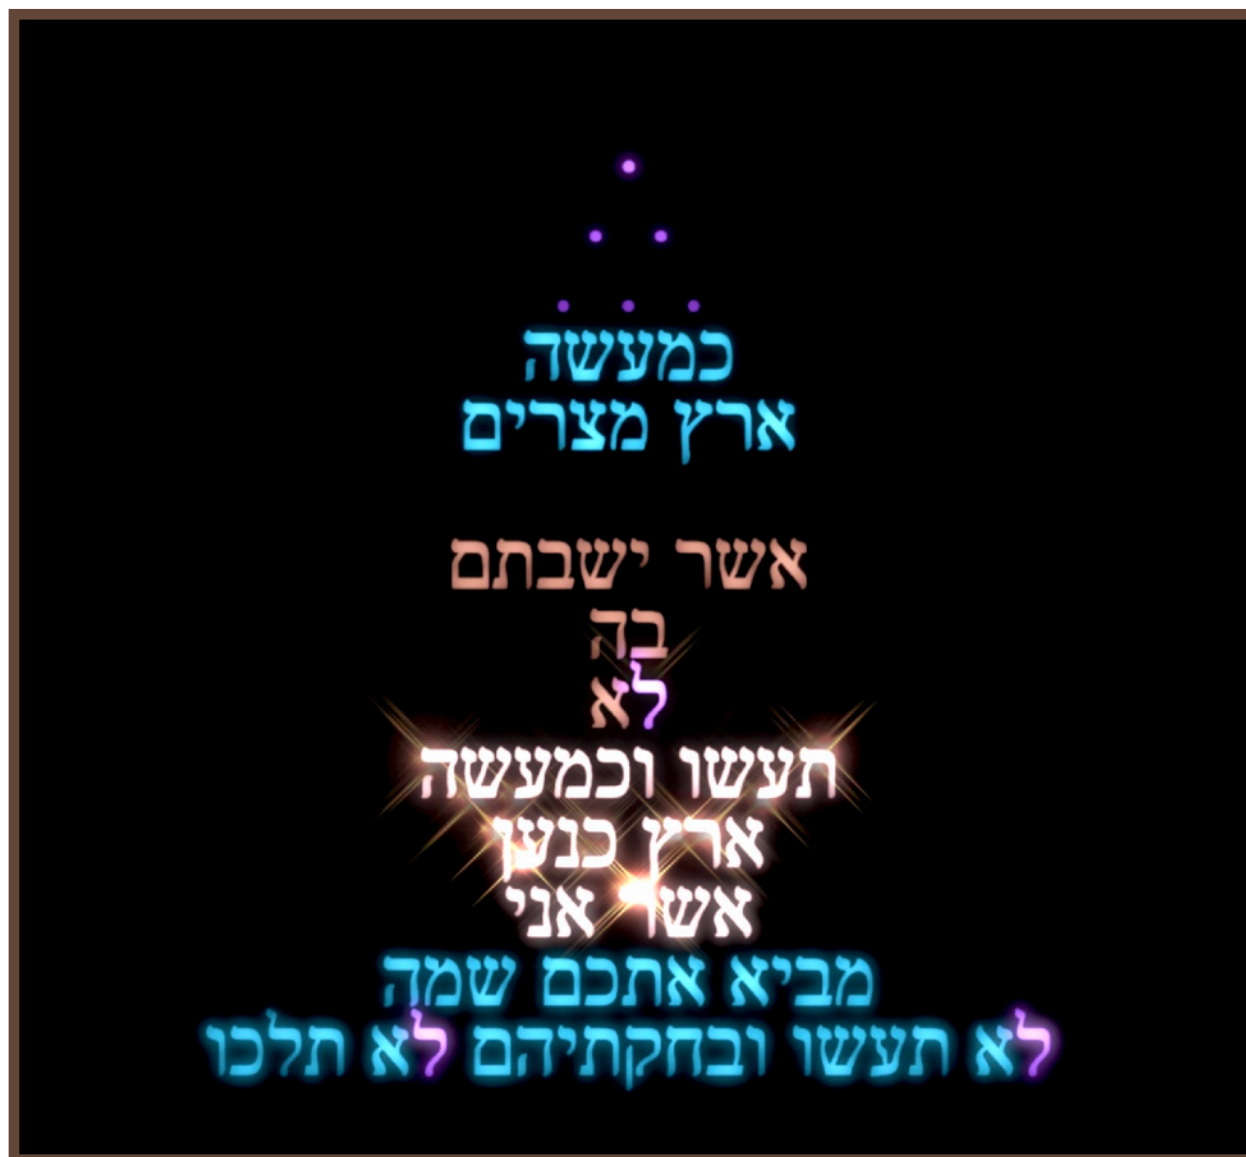 כמעשה
ארץ מצרים
אשר ישבתם
בה
לא
תעשו וכמעשה
ארץ כנען
אשר אני
מביא אתכם שמה
לא תעשו ובחקתיהם לא תלכו